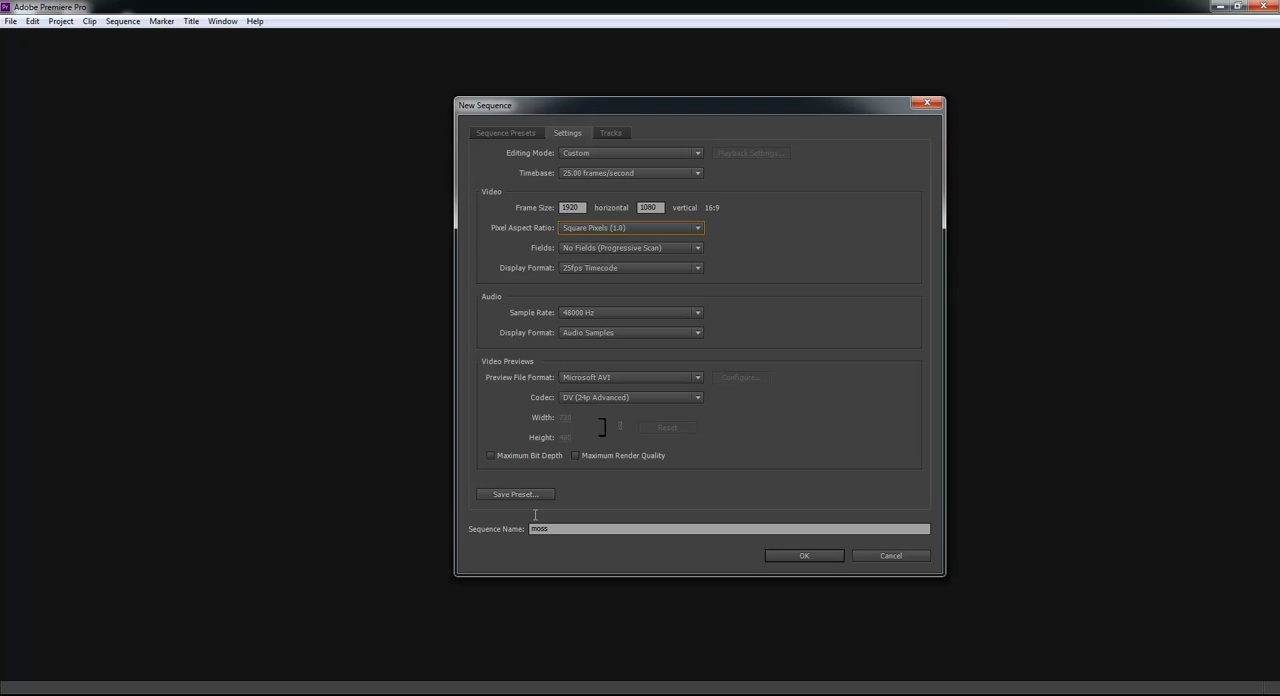 Adobe Premiere Pro
File Edit Project Clip Sequence Marker Title Window Help
New Sequence
Sequence Presets Settings Tracks
Editing Mode: Custom Playback Settings...
Timebase: 25.00 frames/second
Video
Frame Size: 1920 horizontal 1080 vertical 16:9
Pixel Aspect Ratio: Square Pixels (1.0)
Fields: No Fields (Progressive Scan)
Display Format: 25fps Timecode
Audio
Sample Rate: 48000 Hz
Display Format: Audio Samples
Video Previews
Preview File Format: Microsoft AVI Configure...
Codec: DV (24p Advanced)
Width: 720
Height: 480 Reset
Maximum Bit Depth Maximum Render Quality
Save Preset...
Sequence Name: moss
OK Cancel